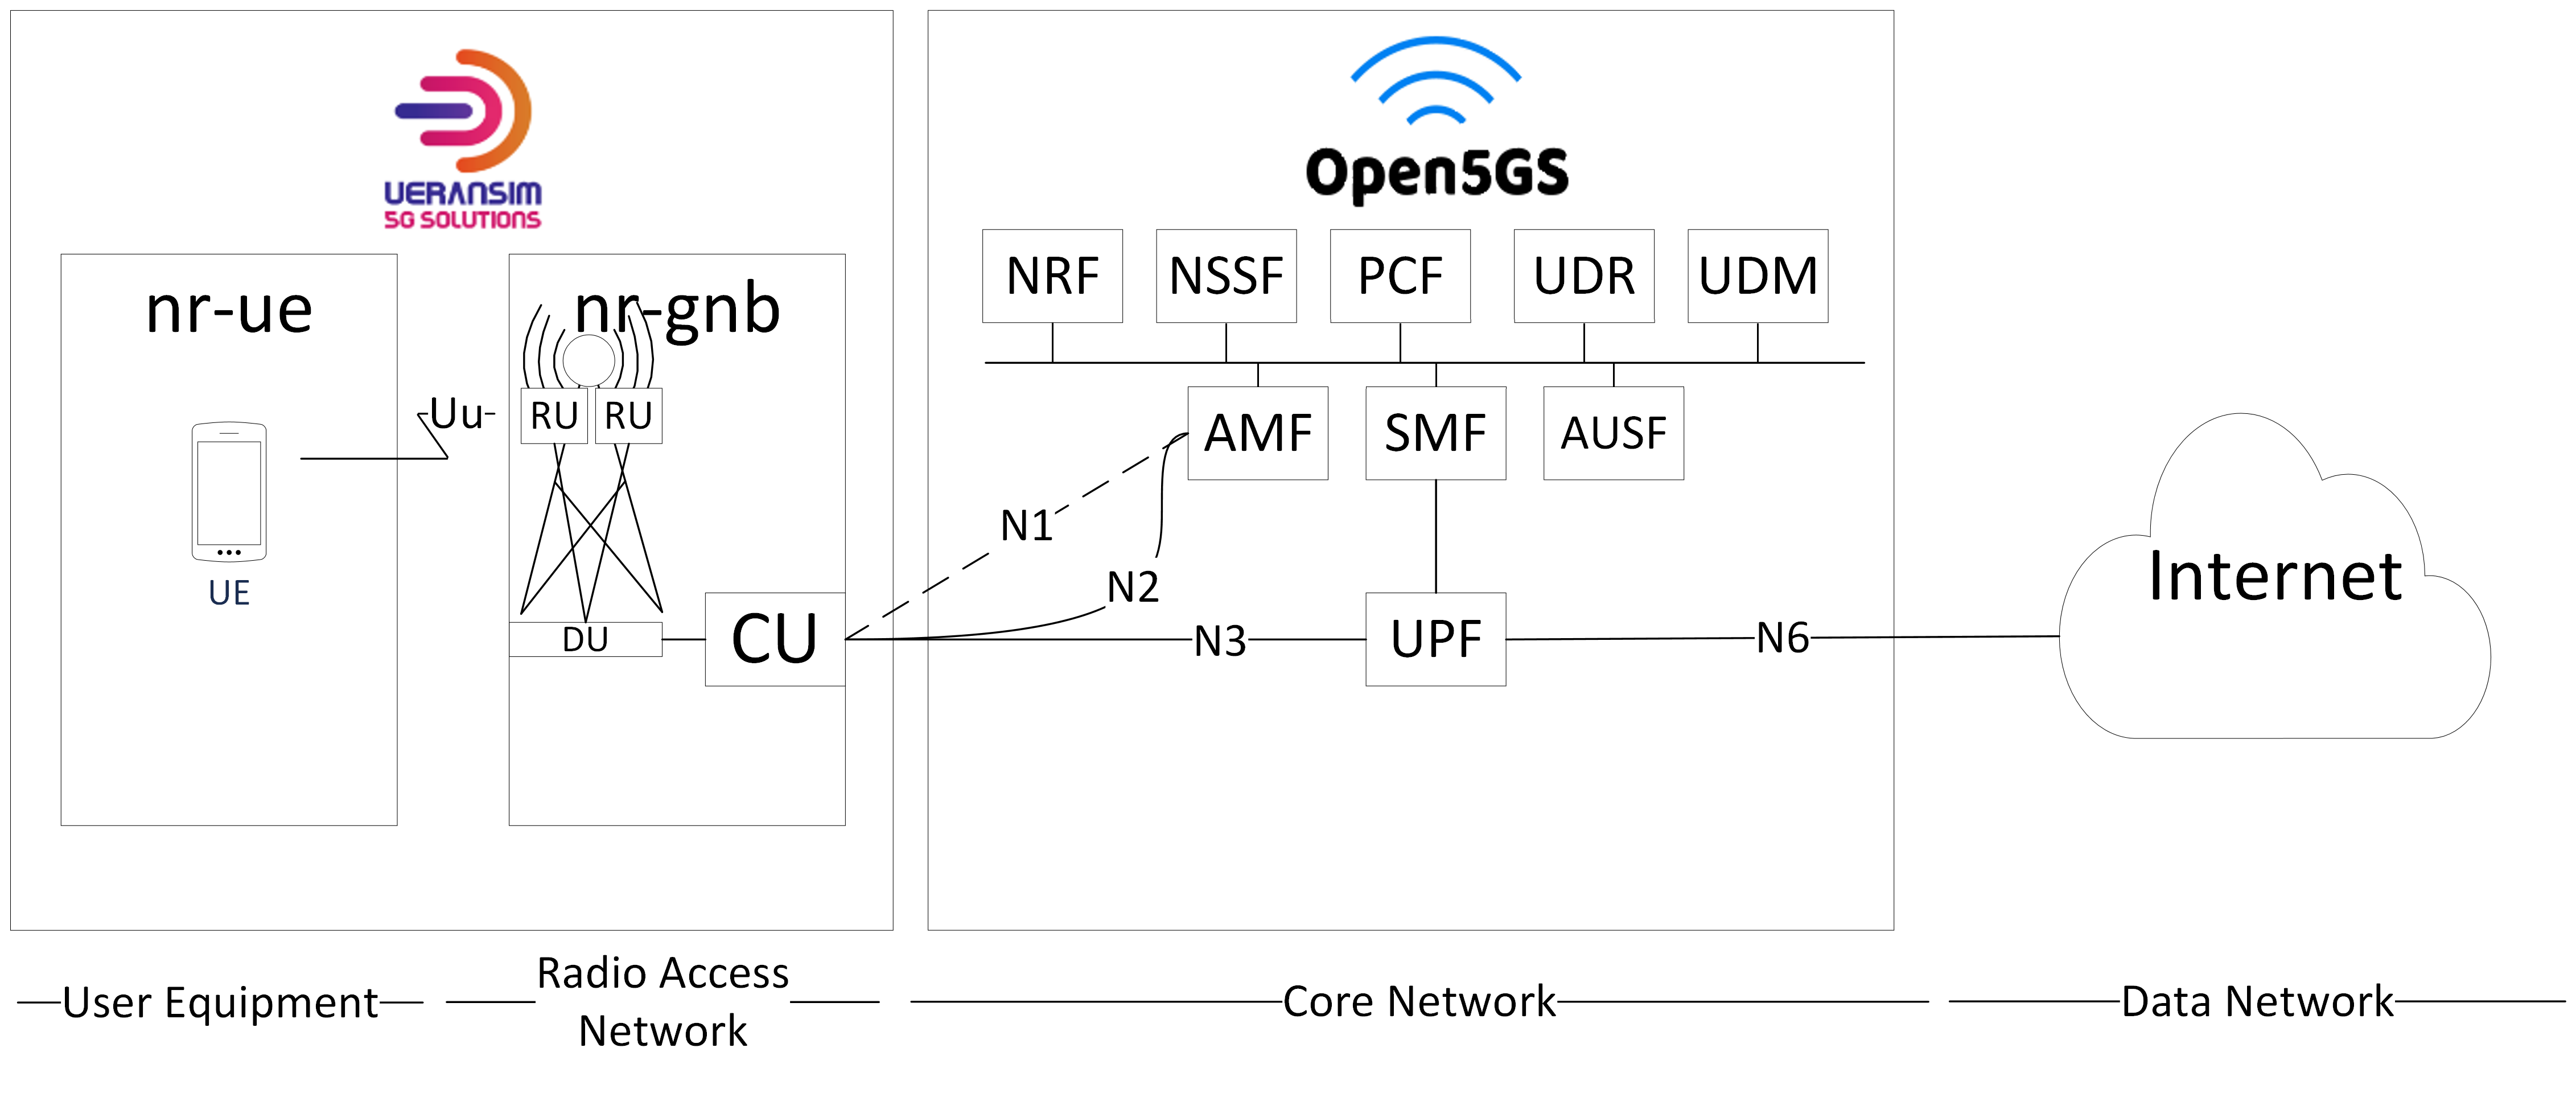 UERANSIM
5G SOLUTIONS
Open5GS
nr-ue
nr-gnb
NRF
NSSF
PCF
UDR
UDM
Uu
RU
RU
AMF
SMF
AUSF
N1
N2
UE
DU
CU
N3
UPF
N6
Internet
User Equipment
Radio Access
Network
Core Network
Data Network